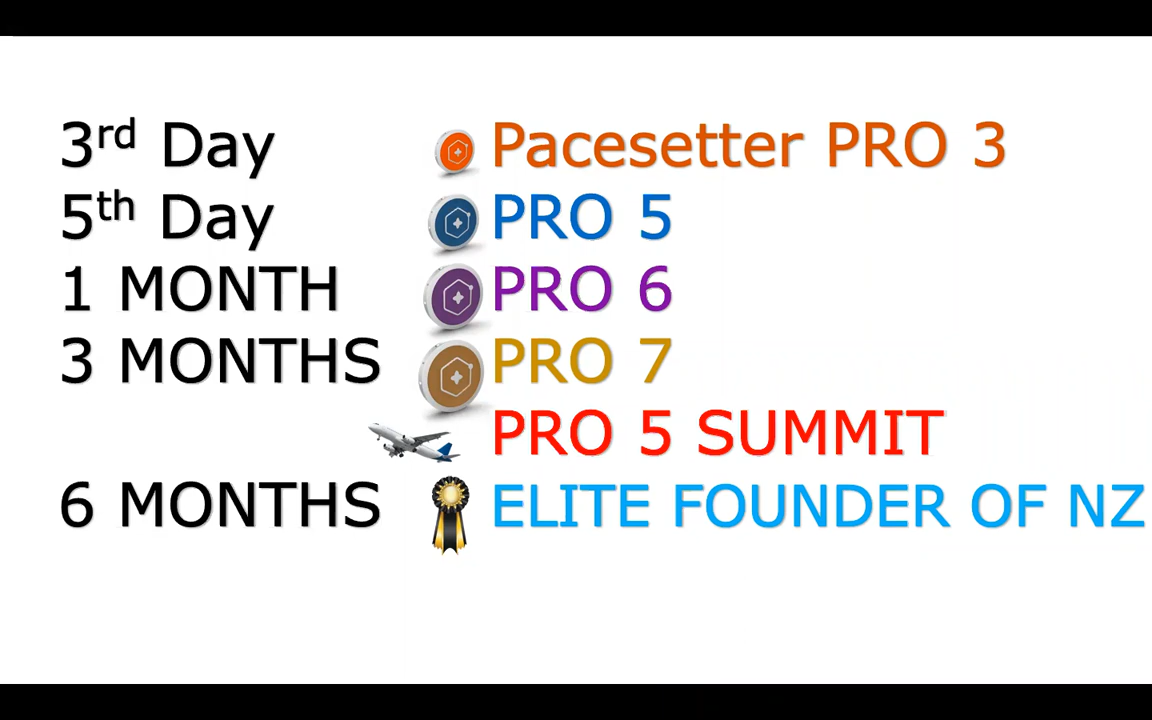 3rd Day Pacesetter PRO 3
5th Day PRO 5
1 MONTH PRO 6
3 MONTHS PRO 7
PRO 5 SUMMIT
6 MONTHS ELITE FOUNDER OF NZ